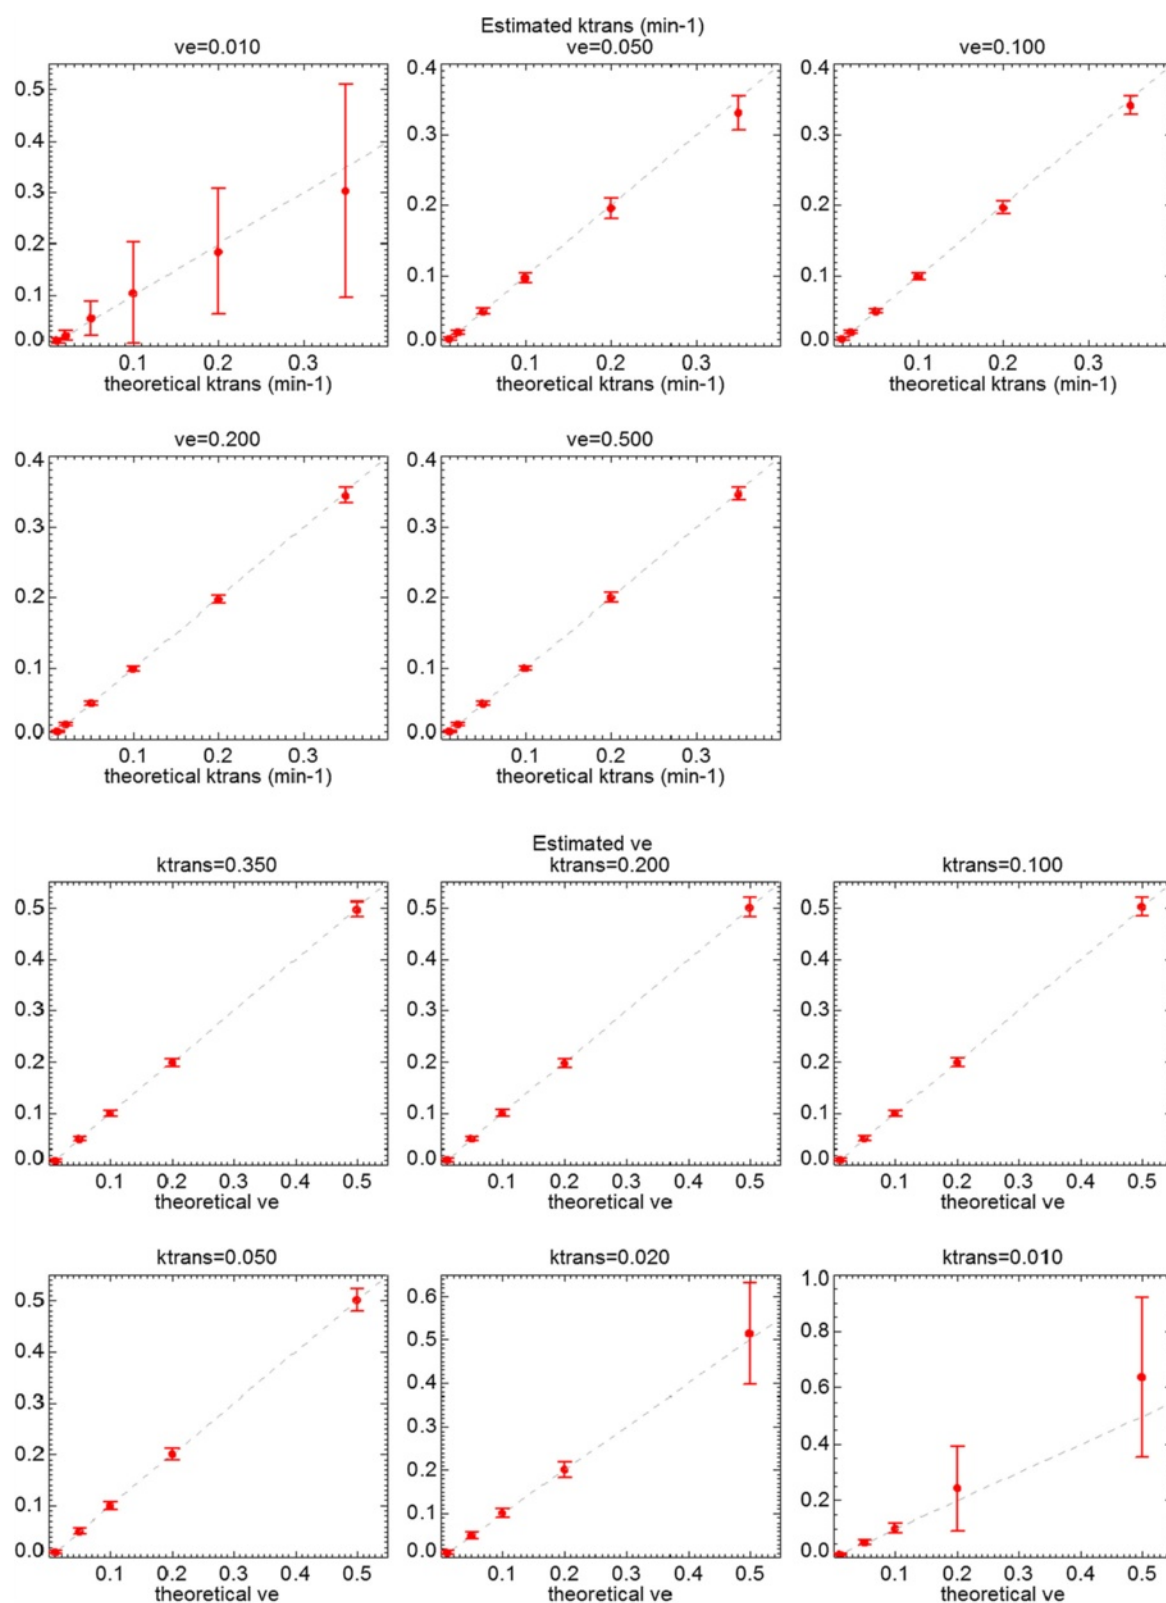 Estimated ktrans (min-1)
ve=0.010 ve=0.050 ve=0.100
0.5 0.4 0.3 0.2 0.1 0.0
0.4 0.3 0.2 0.1 0.0
0.4 0.3 0.2 0.1 0.0
0.1 0.2 0.3 0.1 0.2 0.3 0.1 0.2 0.3
theoretical ktrans (min-1) theoretical ktrans (min-1) theoretical ktrans (min-1)
ve=0.200 ve=0.500
0.4 0.3 0.2 0.1 0.0
0.4 0.3 0.2 0.1 0.0
0.1 0.2 0.3 0.1 0.2 0.3
theoretical ktrans (min-1) theoretical ktrans (min-1)
Estimated ve
ktrans=0.350 ktrans=0.200 ktrans=0.100
0.5 0.4 0.3 0.2 0.1 0.0
0.5 0.4 0.3 0.2 0.1 0.0
0.5 0.4 0.3 0.2 0.1 0.0
0.1 0.2 0.3 0.4 0.5 0.1 0.2 0.3 0.4 0.5 0.1 0.2 0.3 0.4 0.5
theoretical ve theoretical ve theoretical ve
ktrans=0.050 ktrans=0.020 ktrans=0.010
0.5 0.4 0.3 0.2 0.1 0.0
0.6 0.5 0.4 0.3 0.2 0.1 0.0
1.0 0.8 0.6 0.4 0.2 0.0
0.1 0.2 0.3 0.4 0.5 0.1 0.2 0.3 0.4 0.5 0.1 0.2 0.3 0.4 0.5
theoretical ve theoretical ve theoretical ve